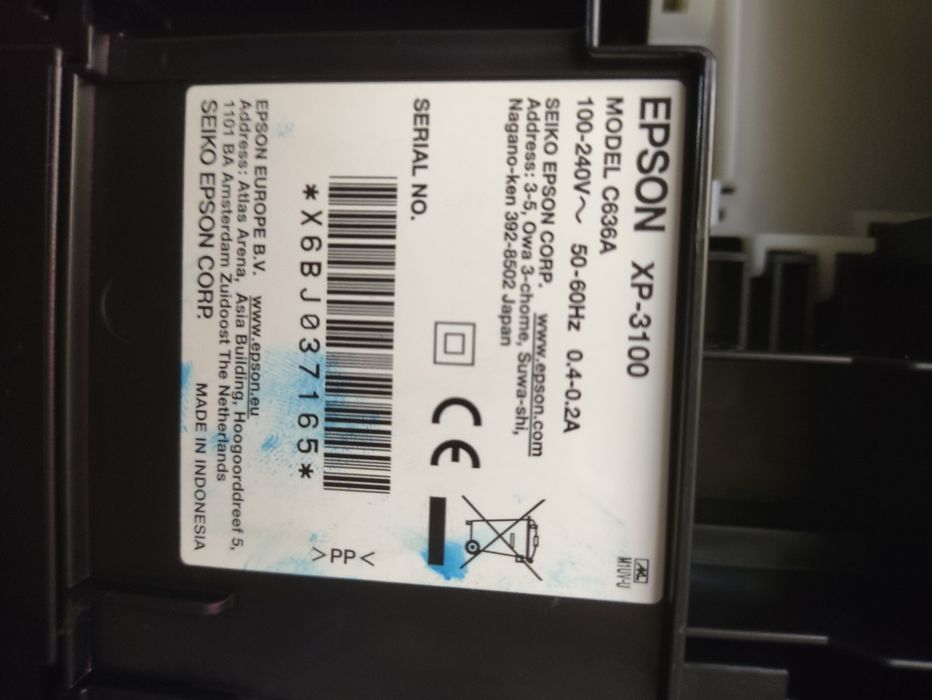 EPSON XP-3100
MODEL C636A
100-240V～ 50-60Hz 0.4-0.2A
SEIKO EPSON CORP. www.epson.com
Address: 3-5, Owa 3-chome, Suwa-shi,
Nagano-ken 392-8502 Japan
SERIAL NO.
*X6BJ037165*
>PP<
EPSON EUROPE B.V. www.epson.eu
Address: Atlas Arena, Asia Building, Hoogoorddreef 5,
1101 BA Amsterdam Zuidoost The Netherlands
SEIKO EPSON CORP. MADE IN INDONESIA
CE